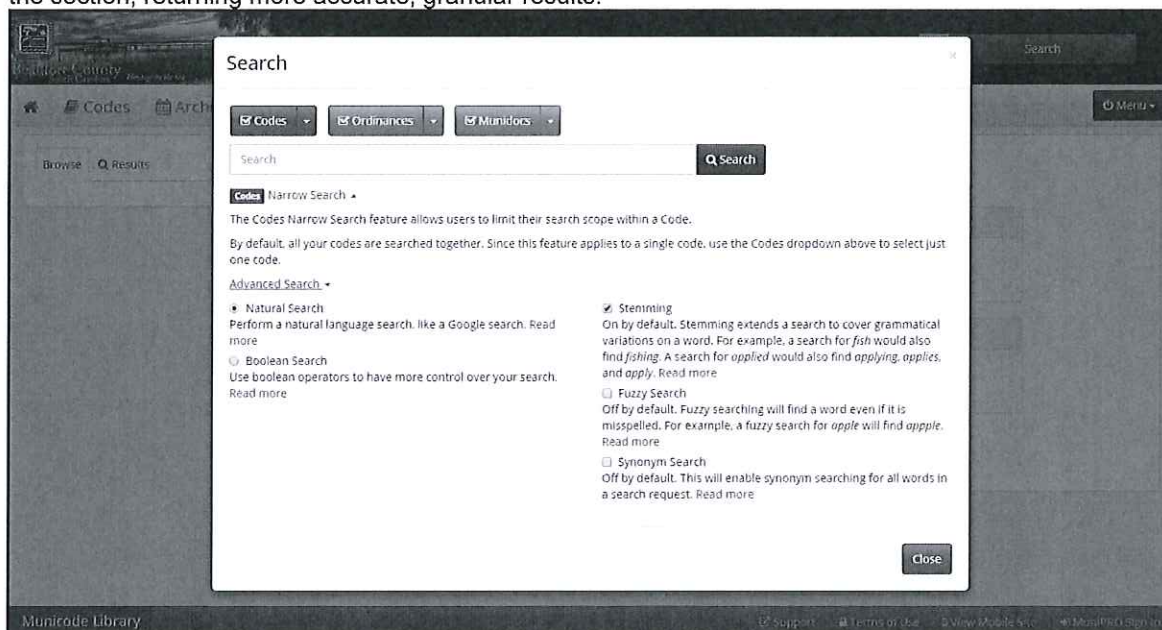 the section, returning more accurate, granular results.
Search
Search
Beaufort County
Codes
Menu
Codes
Ordinances
Munidocs
Browse
Results
Search
Search
Codes Narrow Search
The Codes Narrow Search feature allows users to limit their search scope within a Code.
By default, all your codes are searched together. Since this feature applies to a single code, use the Codes dropdown above to select just
one code.
Advanced Search
Natural Search
Perform a natural language search, like a Google search. Read
more
Boolean Search
Use boolean operators to have more control over your search.
Read more
Stemming
On by default. Stemming extends a search to cover grammatical
variations on a word. For example, a search for fish would also
find fishing. A search for applied would also find applying, applies,
and apply. Read more
Fuzzy Search
Off by default. Fuzzy searching will find a word even if it is
misspelled. For example, a fuzzy search for apple will find appple.
Read more
Synonym Search
Off by default. This will enable synonym searching for all words in
a search request. Read more
Close
Municode Library
Support
Terms of Use
View Mobile Site
MuniPRO Sign In